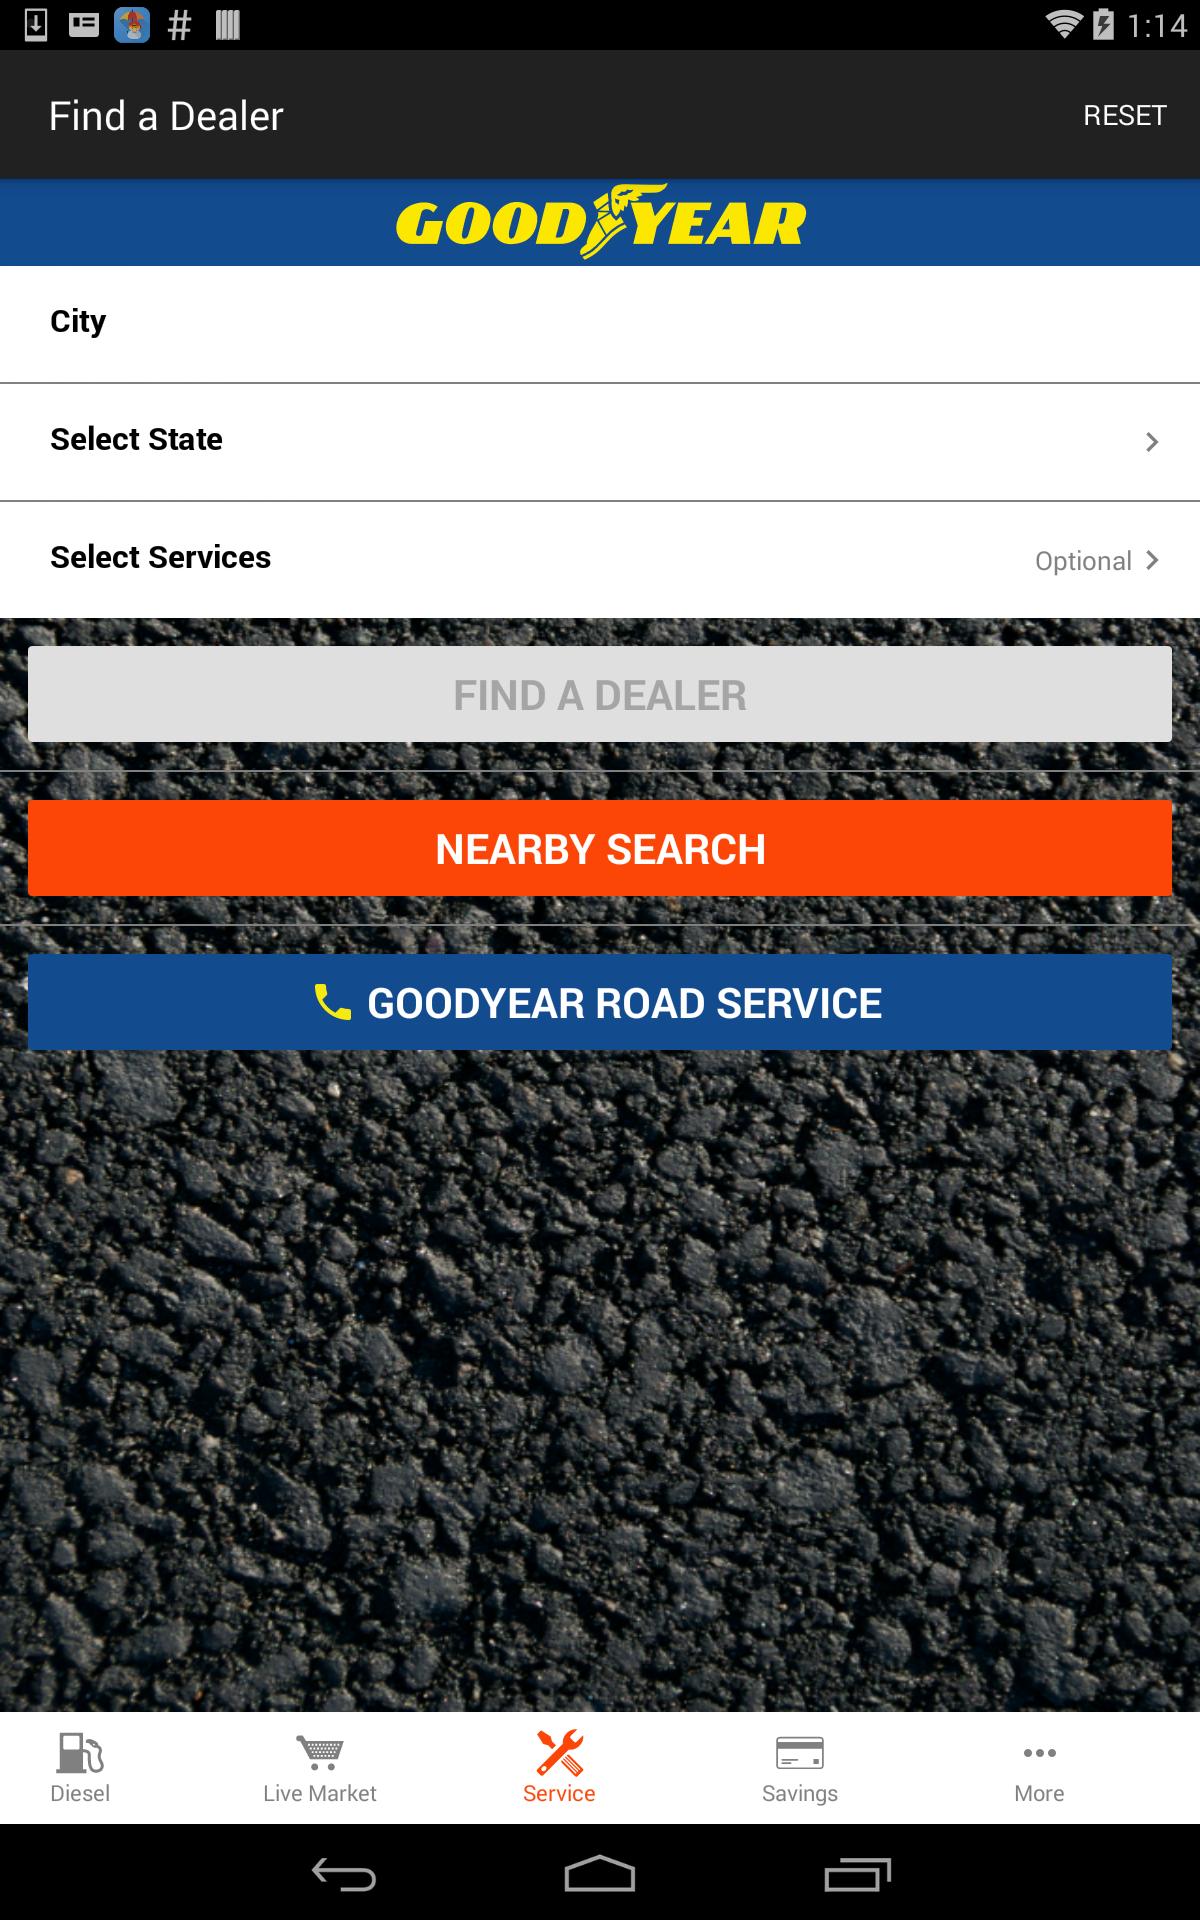 1:14
Find a Dealer
RESET
GOODYEAR
City
Select State
Select Services
Optional
FIND A DEALER
NEARBY SEARCH
GOODYEAR ROAD SERVICE
Diesel
Live Market
Service
Savings
More